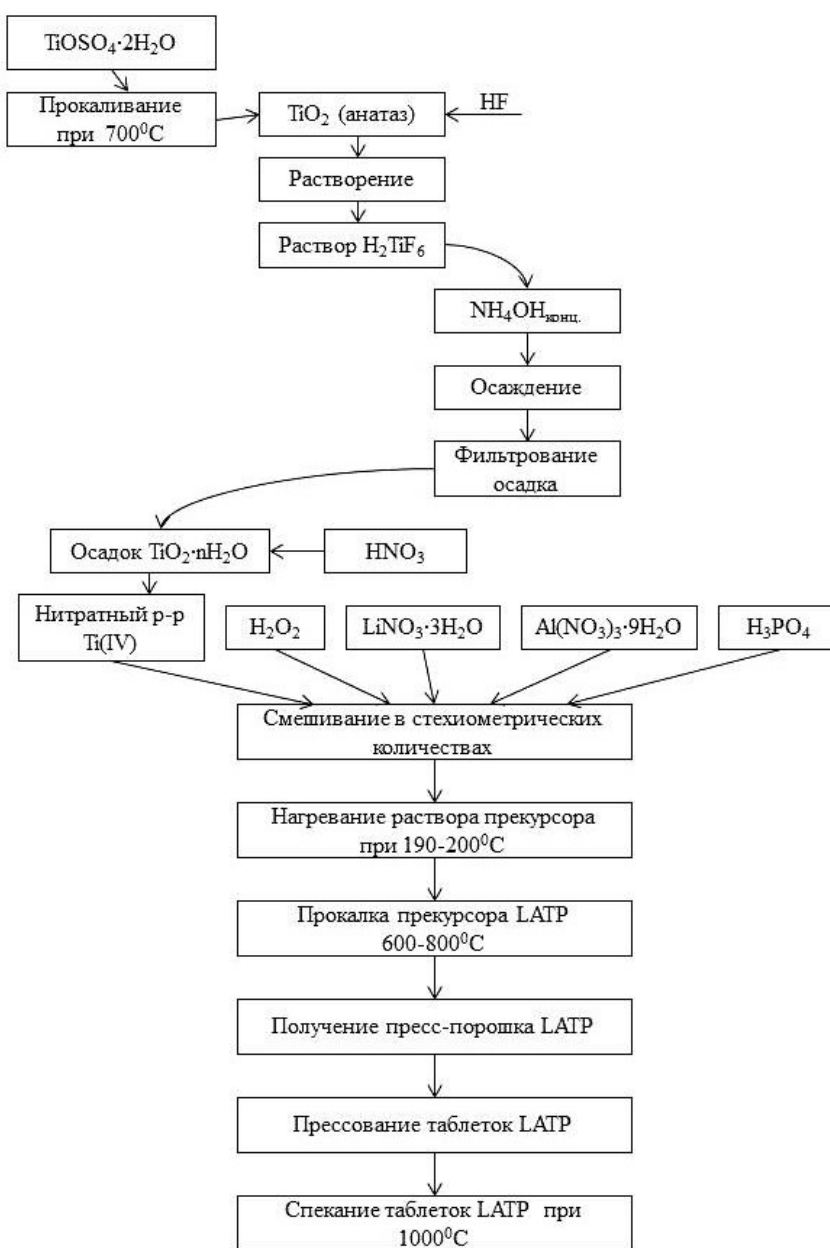 TiOSO₄·2H₂O
Прокаливание
при 700⁰С
TiO₂ (анатаз)
HF
Растворение
Раствор H₂TiF₆
NH₄OHконц.
Осаждение
Фильтрование
осадка
Осадок TiO₂·nH₂O
HNO₃
Нитратный р-р
Ti(IV)
H₂O₂
LiNO₃·3H₂O
Al(NO₃)₃·9H₂O
H₃PO₄
Смешивание в стехиометрических
количествах
Нагревание раствора прекурсора
при 190-200⁰С
Прокалка прекурсора LATP
600-800⁰С
Получение пресс-порошка LATP
Прессование таблеток LATP
Спекание таблеток LATP при
1000⁰С